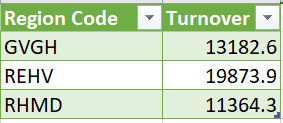 Region Code Turnover
GVGH 13182.6
REHV 19873.9
RHMD 11364.3